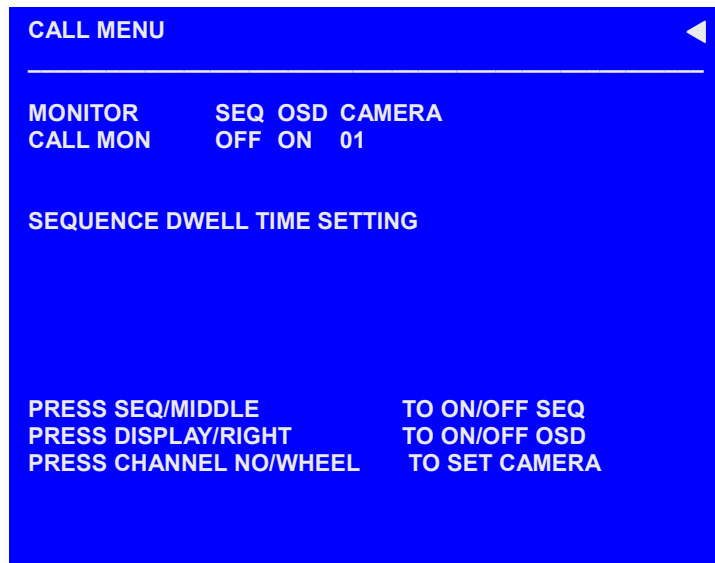 CALL MENU
MONITOR SEQ OSD CAMERA
CALL MON OFF ON 01
SEQUENCE DWELL TIME SETTING
PRESS SEQ/MIDDLE TO ON/OFF SEQ
PRESS DISPLAY/RIGHT TO ON/OFF OSD
PRESS CHANNEL NO/WHEEL TO SET CAMERA